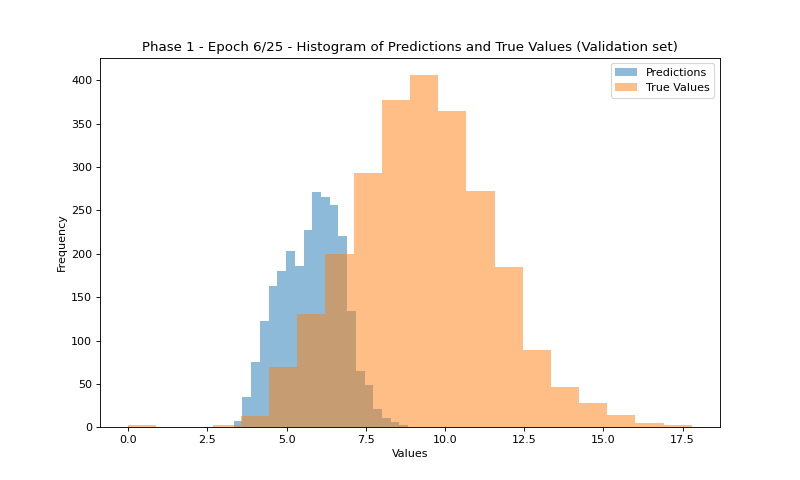 Phase 1 - Epoch 6/25 - Histogram of Predictions and True Values (Validation set)
Predictions
True Values
400
350
300
250
200
150
100
50
0
Frequency
0.0 2.5 5.0 7.5 10.0 12.5 15.0 17.5
Values